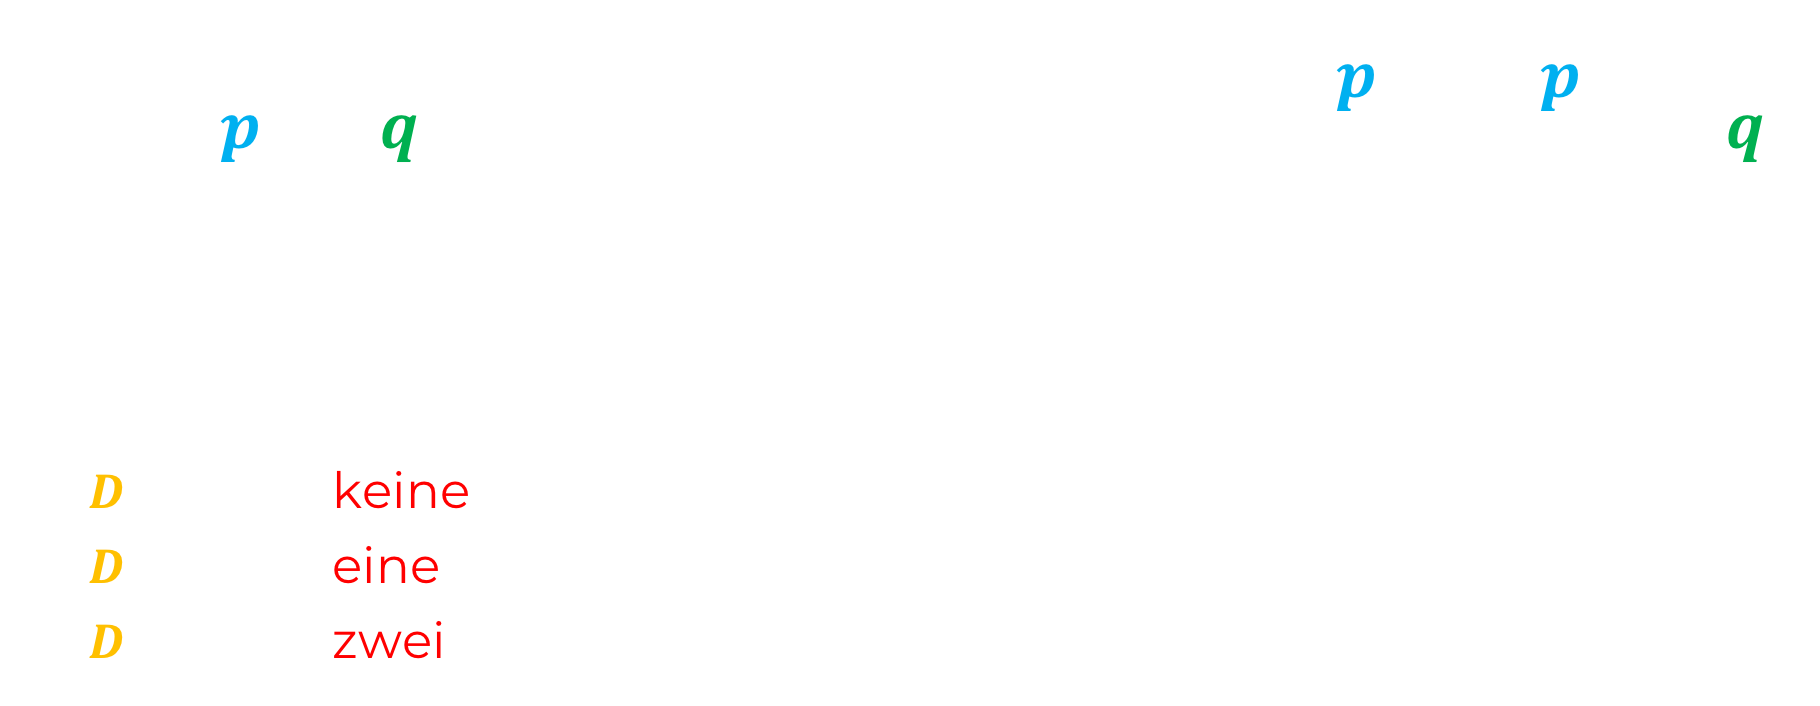 p p
p q q
D keine
D eine
D zwei